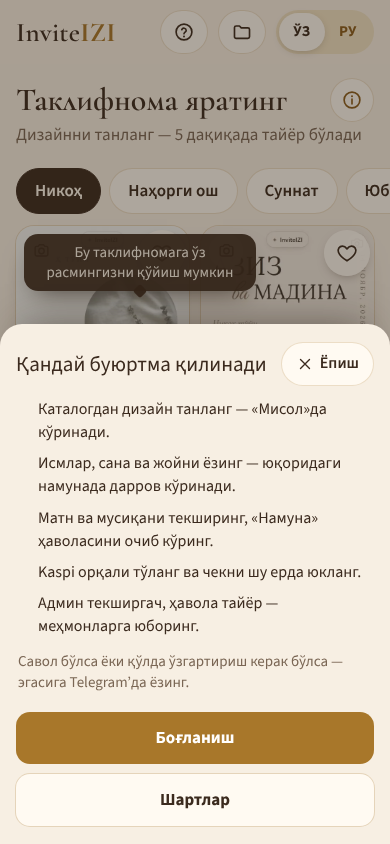 InviteIZI
ЎЗ
РУ
Таклифнома яратинг
Дизайнни танланг — 5 дақиқада тайёр бўлади
Никоҳ
Наҳорги ош
Суннат
Юб
Бу таклифномага ўз
расмингизни қўйиш мумкин
InviteIZI
ВИЗ
ва МАДИНА
Қандай буюртма қилинади
Ёпиш
Каталогдан дизайн танланг — «Мисол»да
кўринади.
Исмлар, сана ва жойни ёзинг — юқоридаги
намунада дарров кўринади.
Матн ва мусиқани текширинг, «Намуна»
ҳаволасини очиб кўринг.
Kaspi орқали тўланг ва чекни шу ерда юкланг.
Админ текширгач, ҳавола тайёр —
меҳмонларга юборинг.
Савол бўлса ёки қўлда ўзгартириш керак бўлса —
эгасига Telegram’да ёзинг.
Боғланиш
Шартлар